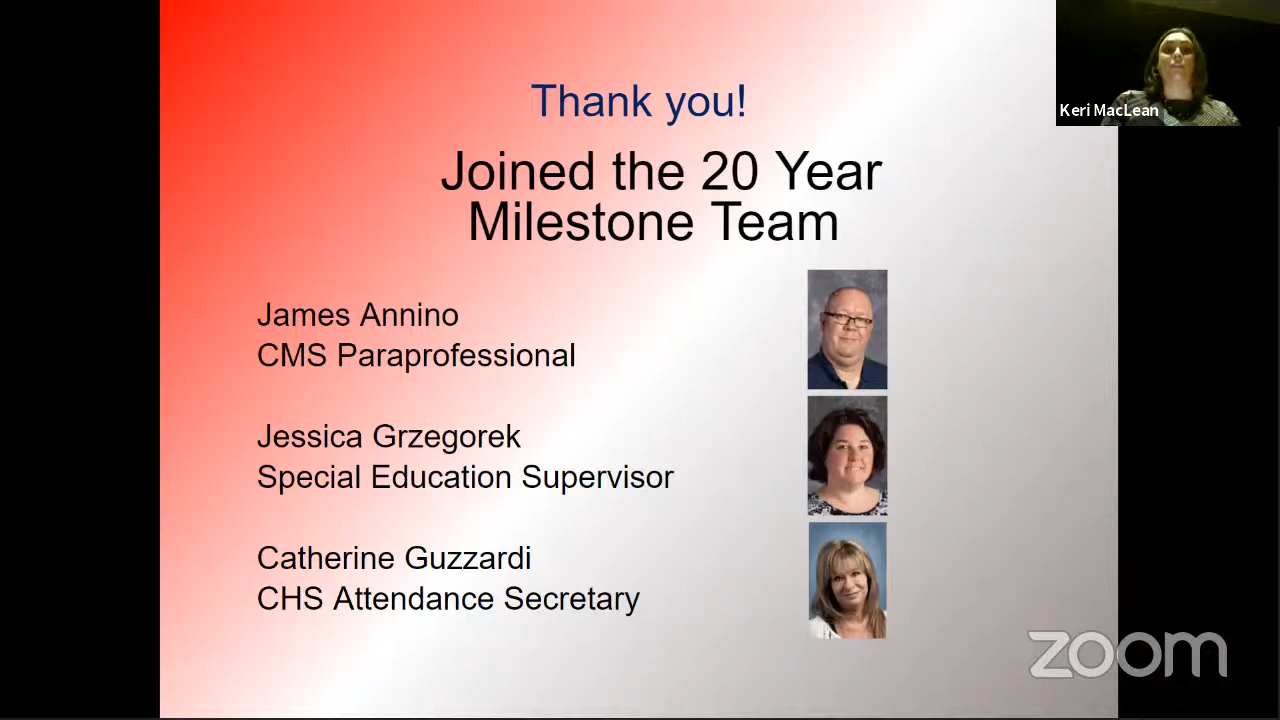 Thank you!
Keri MacLean
Joined the 20 Year
Milestone Team
James Annino
CMS Paraprofessional
Jessica Grzegorek
Special Education Supervisor
Catherine Guzzardi
CHS Attendance Secretary
zoom